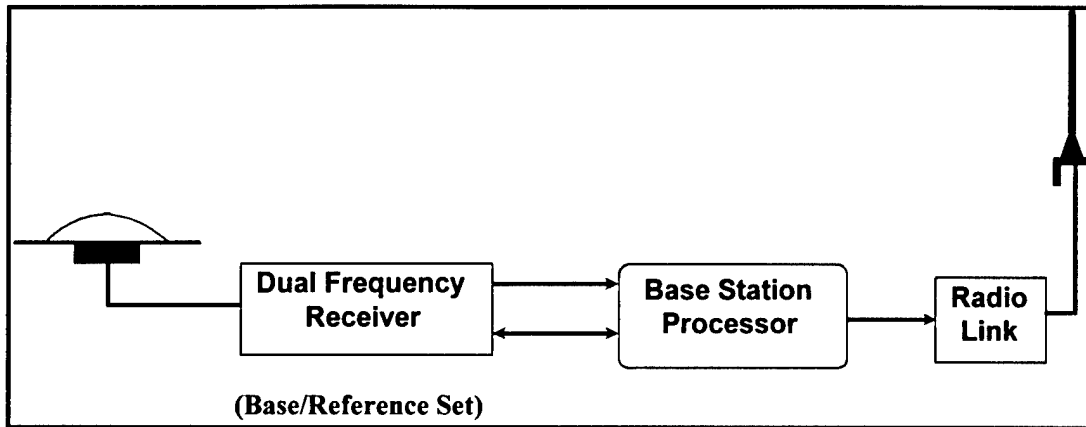 Dual Frequency
Receiver
Base Station
Processor
Radio
Link
(Base/Reference Set)